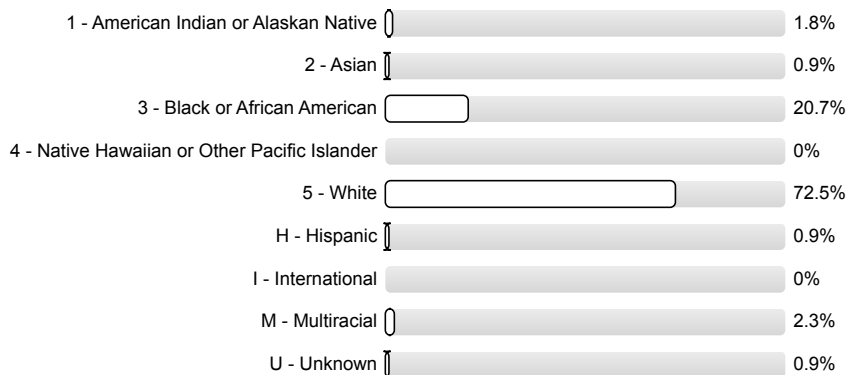 1 - American Indian or Alaskan Native 1.8%
2 - Asian 0.9%
3 - Black or African American 20.7%
4 - Native Hawaiian or Other Pacific Islander 0%
5 - White 72.5%
H - Hispanic 0.9%
I - International 0%
M - Multiracial 2.3%
U - Unknown 0.9%